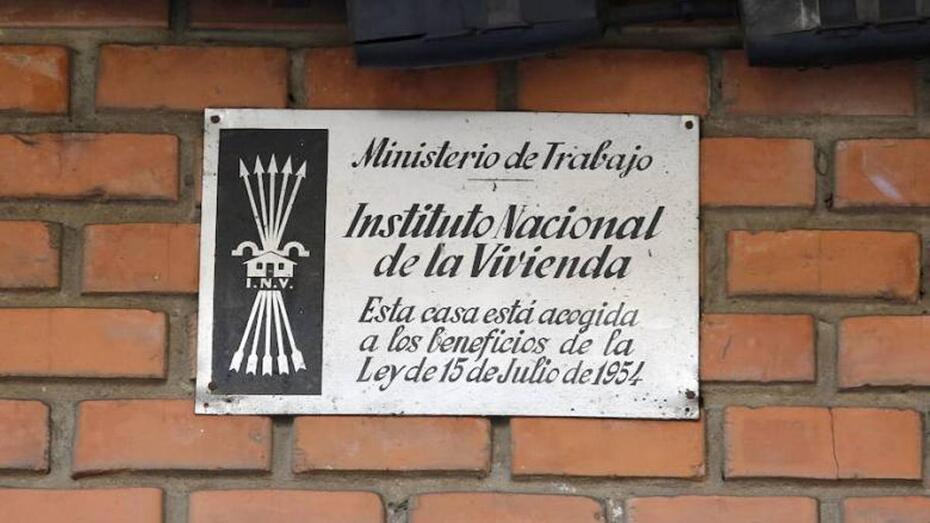 Ministerio de Trabajo
Instituto Nacional
de la Vivienda
I.N.V.
Esta casa está acogida
a los beneficios de la
Ley de 15 de Julio de 1954